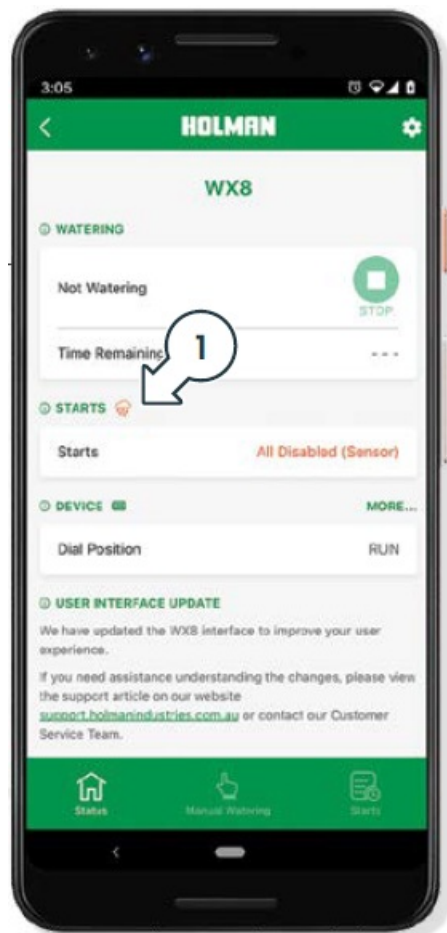 3:05
HOLMAN
WX8
WATERING
Not Watering
STOP
Time Remaining
- - -
1
STARTS
Starts All Disabled (Sensor)
DEVICE MORE...
Dial Position RUN
USER INTERFACE UPDATE
We have updated the WX8 interface to improve your user
experience.
If you need assistance understanding the changes, please view
the support article on our website
support.holmanindustries.com.au or contact our Customer
Service Team.
Status Manual Watering Starts